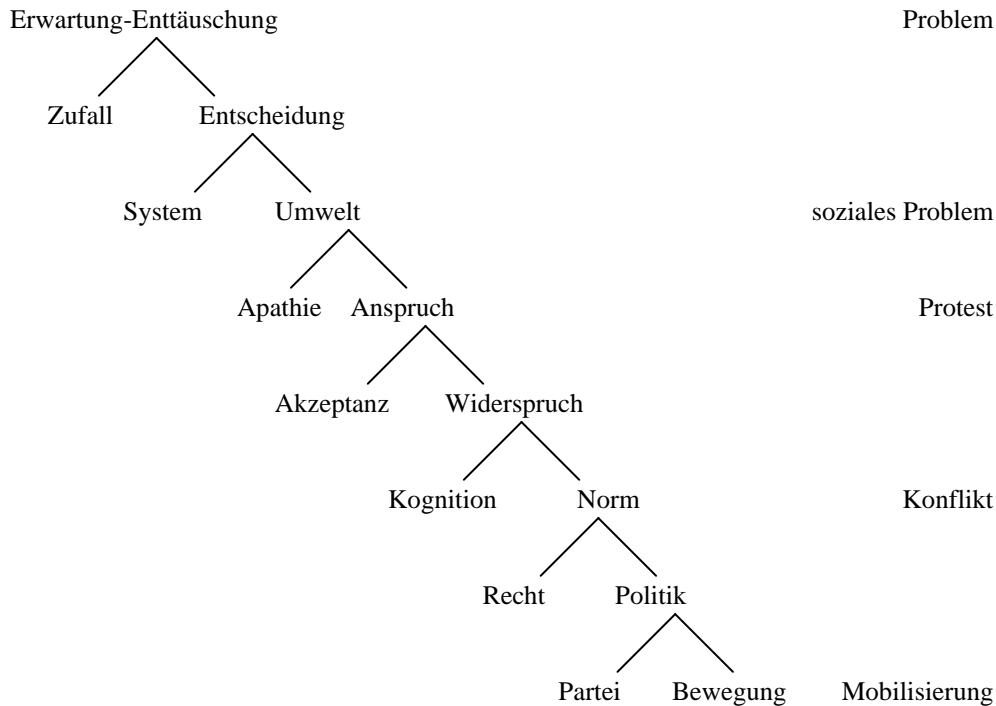 Erwartung-Enttäuschung Problem
Zufall Entscheidung
System Umwelt soziales Problem
Apathie Anspruch Protest
Akzeptanz Widerspruch
Kognition Norm Konflikt
Recht Politik
Partei Bewegung Mobilisierung